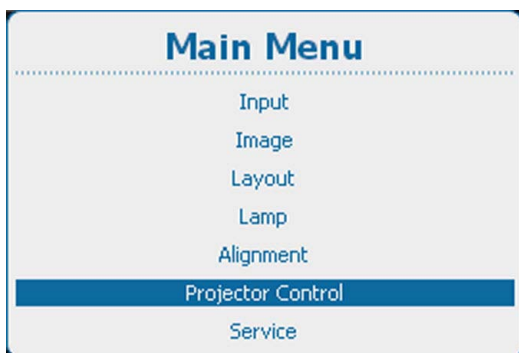 Main Menu
Input
Image
Layout
Lamp
Alignment
Projector Control
Service